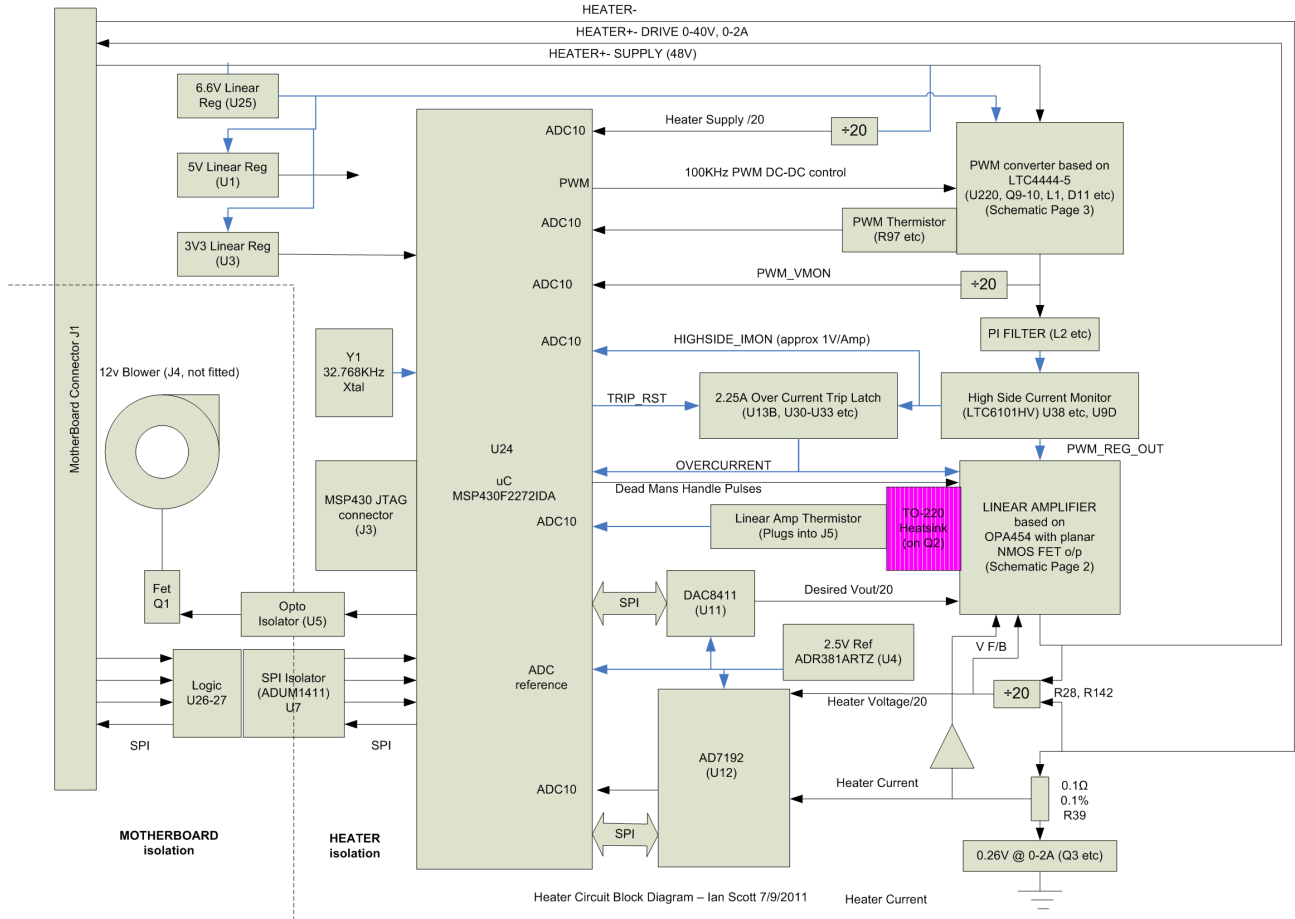 HEATER-
HEATER+- DRIVE 0-40V, 0-2A
HEATER+- SUPPLY (48V)
6.6V Linear
Reg (U25)
ADC10
Heater Supply /20
÷20
5V Linear Reg
(U1)
PWM
100KHz PWM DC-DC control
PWM converter based on
LTC4444-5
(U220, Q9-10, L1, D11 etc)
(Schematic Page 3)
3V3 Linear Reg
(U3)
ADC10
PWM Thermistor
(R97 etc)
ADC10
PWM_VMON
÷20
MotherBoard Connector J1
PI FILTER (L2 etc)
ADC10
HIGHSIDE_IMON (approx 1V/Amp)
12v Blower (J4, not fitted)
Y1
32.768KHz
Xtal
TRIP_RST
2.25A Over Current Trip Latch
(U13B, U30-U33 etc)
High Side Current Monitor
(LTC6101HV) U38 etc, U9D
PWM_REG_OUT
U24
uC
MSP430F2272IDA
OVERCURRENT
Dead Mans Handle Pulses
MSP430 JTAG
connector
(J3)
ADC10
Linear Amp Thermistor
(Plugs into J5)
TO-220
Heatsink
(on Q2)
LINEAR AMPLIFIER
based on
OPA454 with planar
NMOS FET o/p
(Schematic Page 2)
Fet
Q1
Opto
Isolator (U5)
SPI
DAC8411
(U11)
Desired Vout/20
2.5V Ref
ADR381ARTZ (U4)
V F/B
Logic
U26-27
SPI Isolator
(ADUM1411)
U7
ADC
reference
Heater Voltage/20
÷20
R28, R142
SPI
SPI
AD7192
(U12)
ADC10
Heater Current
0.1Ω
0.1%
R39
SPI
MOTHERBOARD
isolation
HEATER
isolation
0.26V @ 0-2A (Q3 etc)
Heater Circuit Block Diagram – Ian Scott 7/9/2011
Heater Current